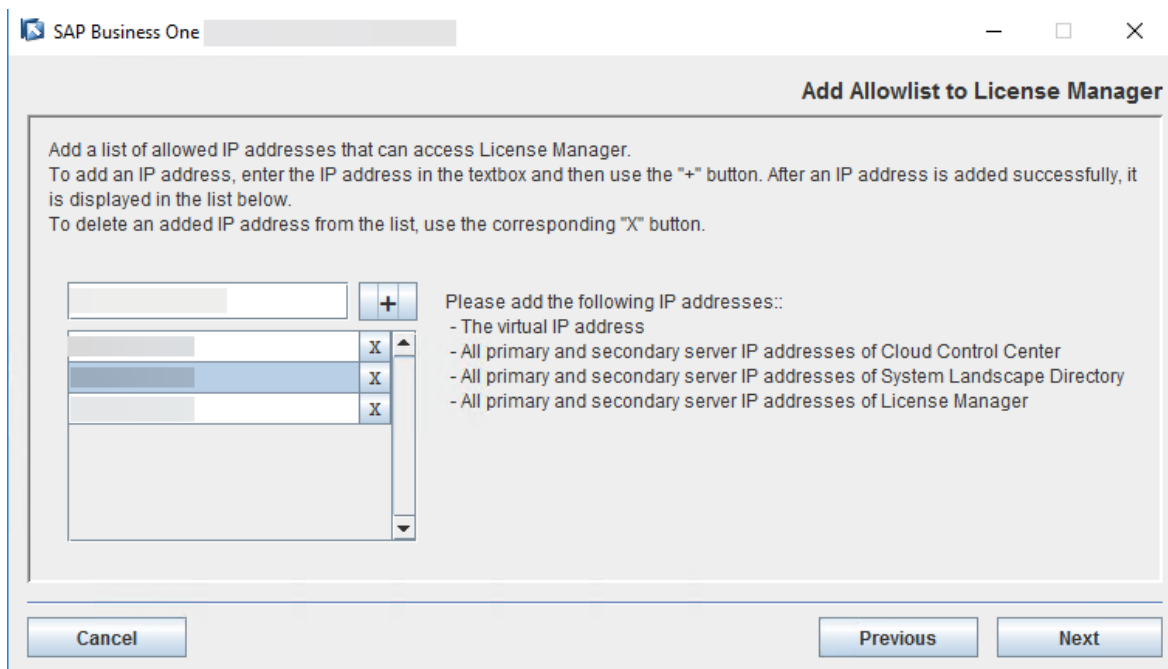 SAP Business One
Add Allowlist to License Manager
Add a list of allowed IP addresses that can access License Manager.
To add an IP address, enter the IP address in the textbox and then use the "+" button. After an IP address is added successfully, it
is displayed in the list below.
To delete an added IP address from the list, use the corresponding "X" button.
+
Please add the following IP addresses::
- The virtual IP address
X
- All primary and secondary server IP addresses of Cloud Control Center
X
- All primary and secondary server IP addresses of System Landscape Directory
X
- All primary and secondary server IP addresses of License Manager
Cancel
Previous
Next